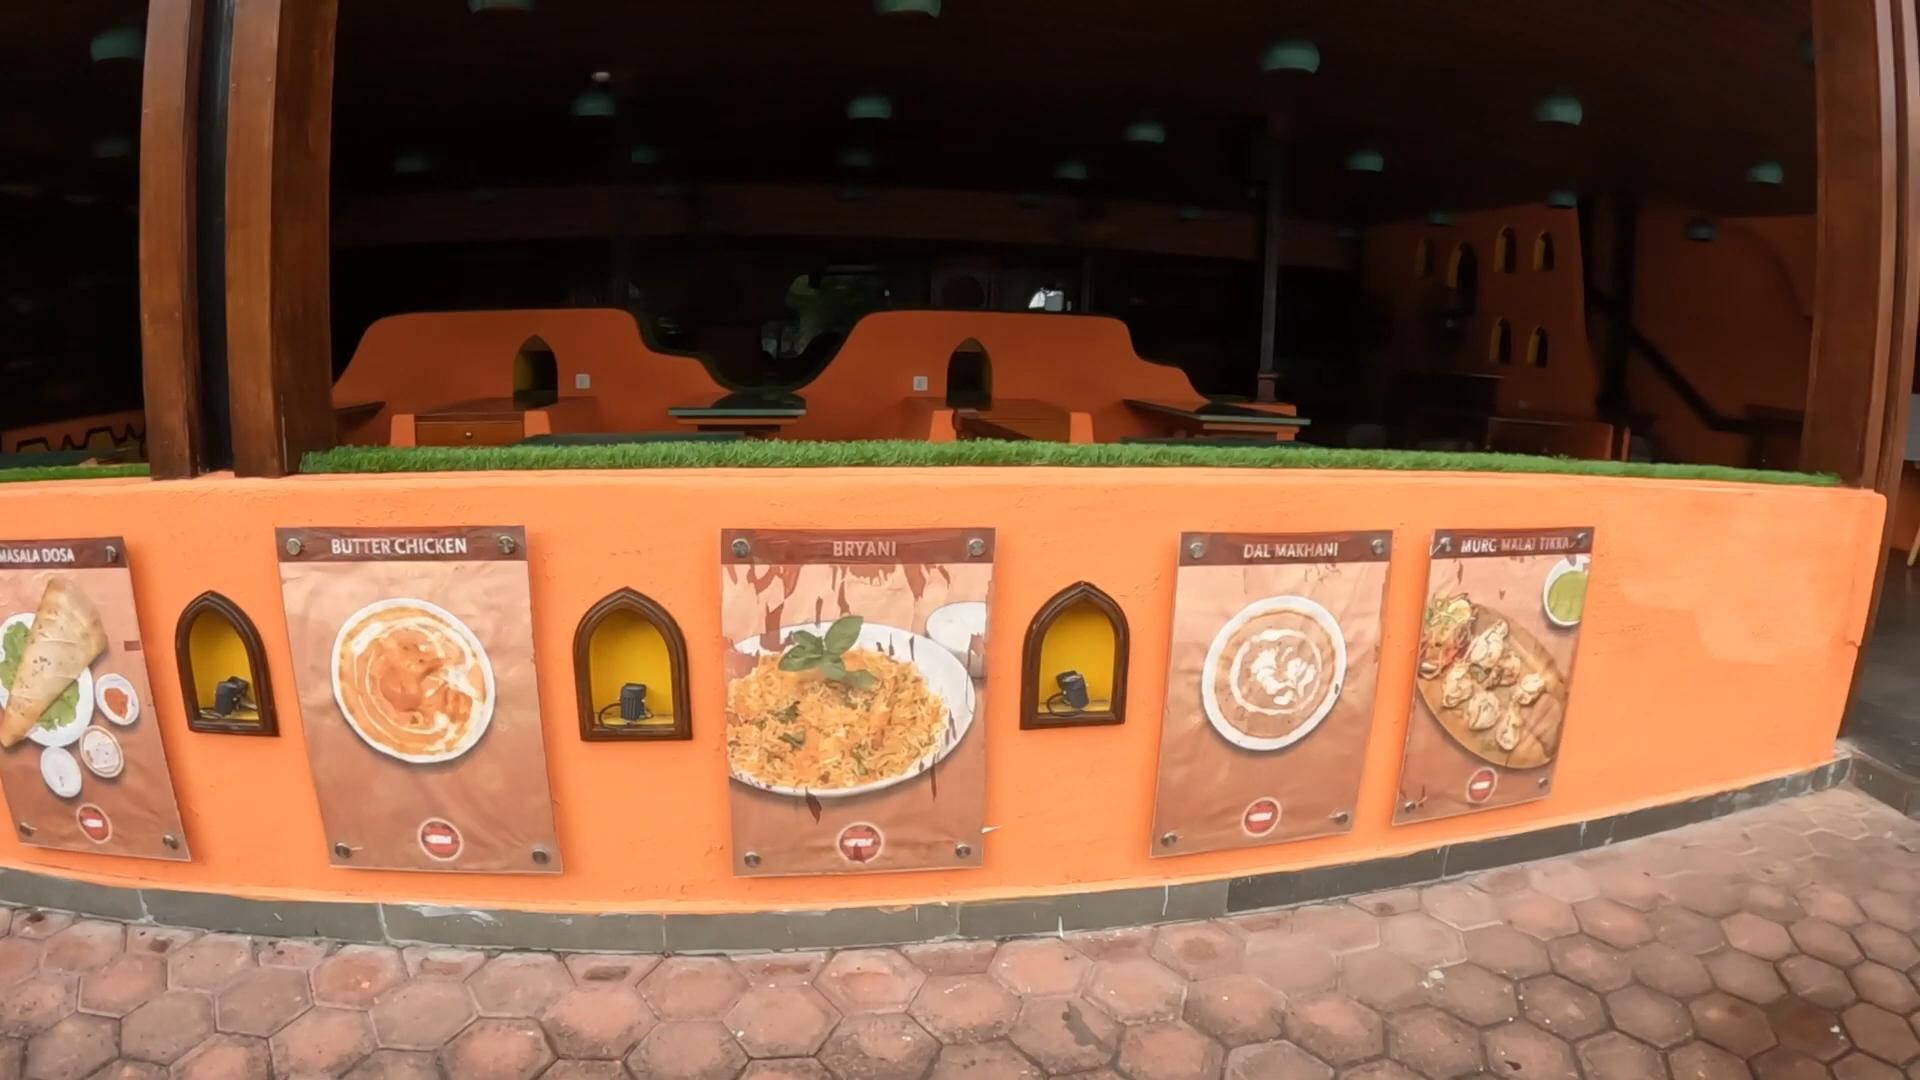 MASALA DOSA
BUTTER CHICKEN
BRYANI
DAL MAKHANI
MURG MALAI TIKKA